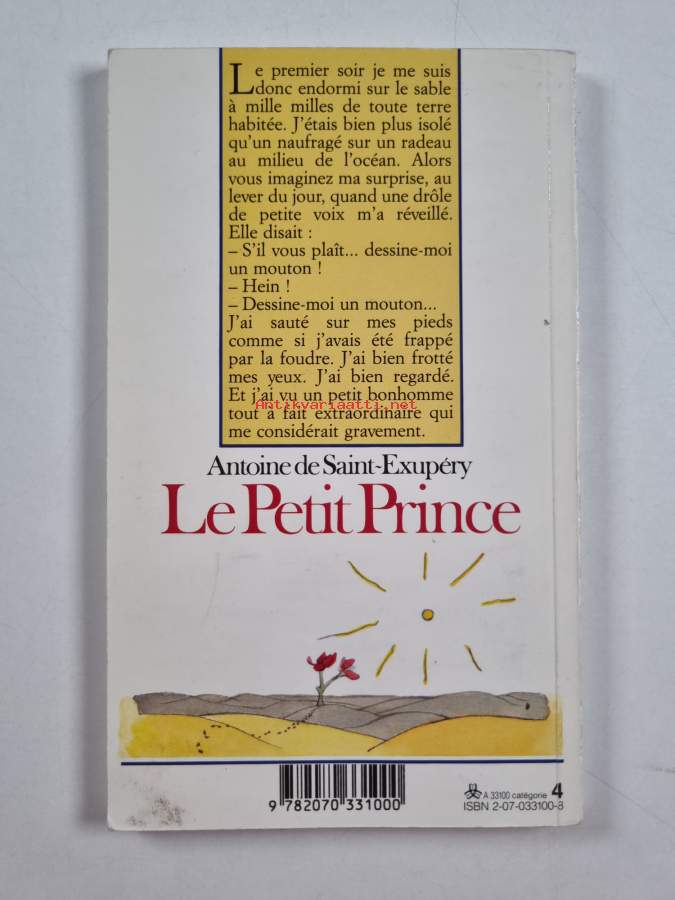 Le premier soir je me suis
donc endormi sur le sable
à mille milles de toute terre
habitée. J'étais bien plus isolé
qu'un naufragé sur un radeau
au milieu de l'océan. Alors
vous imaginez ma surprise, au
lever du jour, quand une drôle
de petite voix m'a réveillé.
Elle disait :
– S'il vous plaît... dessine-moi
un mouton !
– Hein !
– Dessine-moi un mouton...
J'ai sauté sur mes pieds
comme si j'avais été frappé
par la foudre. J'ai bien frotté
mes yeux. J'ai bien regardé.
Et j'ai vu un petit bonhomme
Antikvariaatti.net
tout à fait extraordinaire qui
me considérait gravement.
Antoine de Saint-Exupéry
Le Petit Prince
9 782070 331000
A 33100 catégorie 4
ISBN 2-07-033100-8